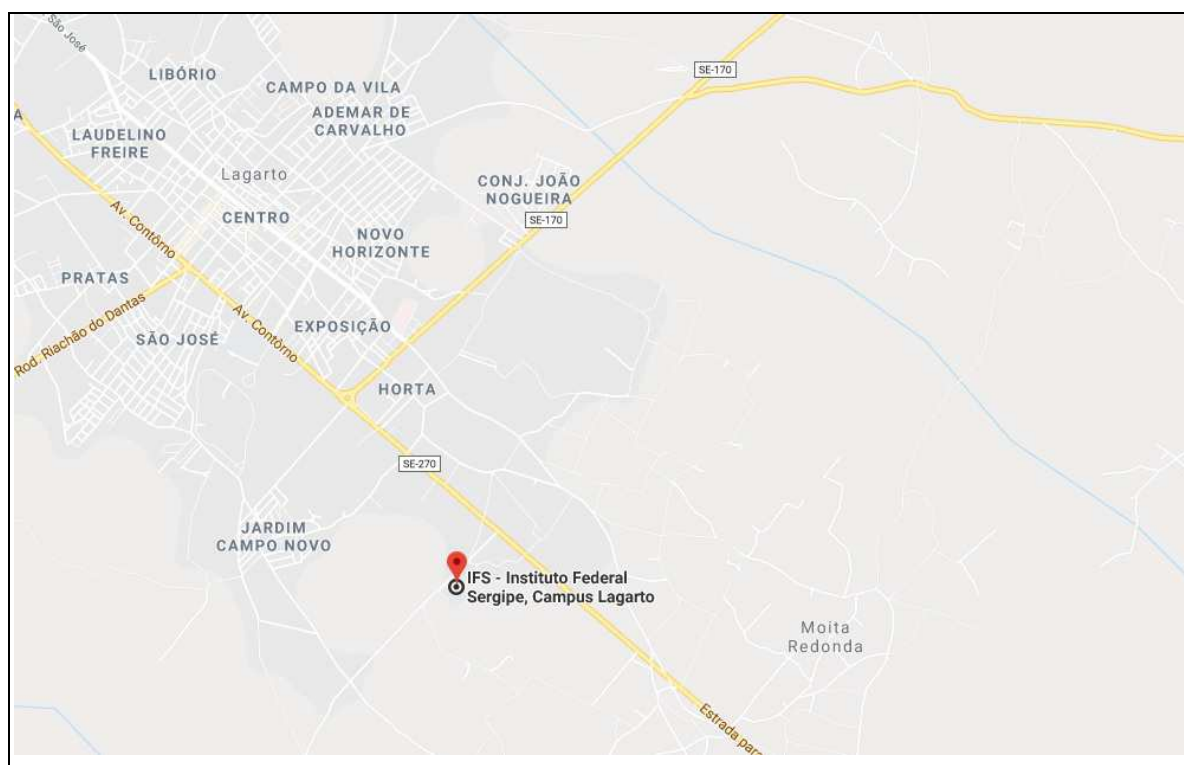 São José
LIBÓRIO
CAMPO DA VILA
ADEMAR DE
CARVALHO
SE-170
A
LAUDELINO
FREIRE
Lagarto
CONJ. JOÃO
NOGUEIRA
SE-170
Av. Contôrno
CENTRO
NOVO
HORIZONTE
PRATAS
Av. Contôrno
Rod. Riachão do Dantas
SÃO JOSÉ
EXPOSIÇÃO
HORTA
SE-270
JARDIM
CAMPO NOVO
IFS - Instituto Federal
Sergipe, Campus Lagarto
Moita
Redonda
Estrada para